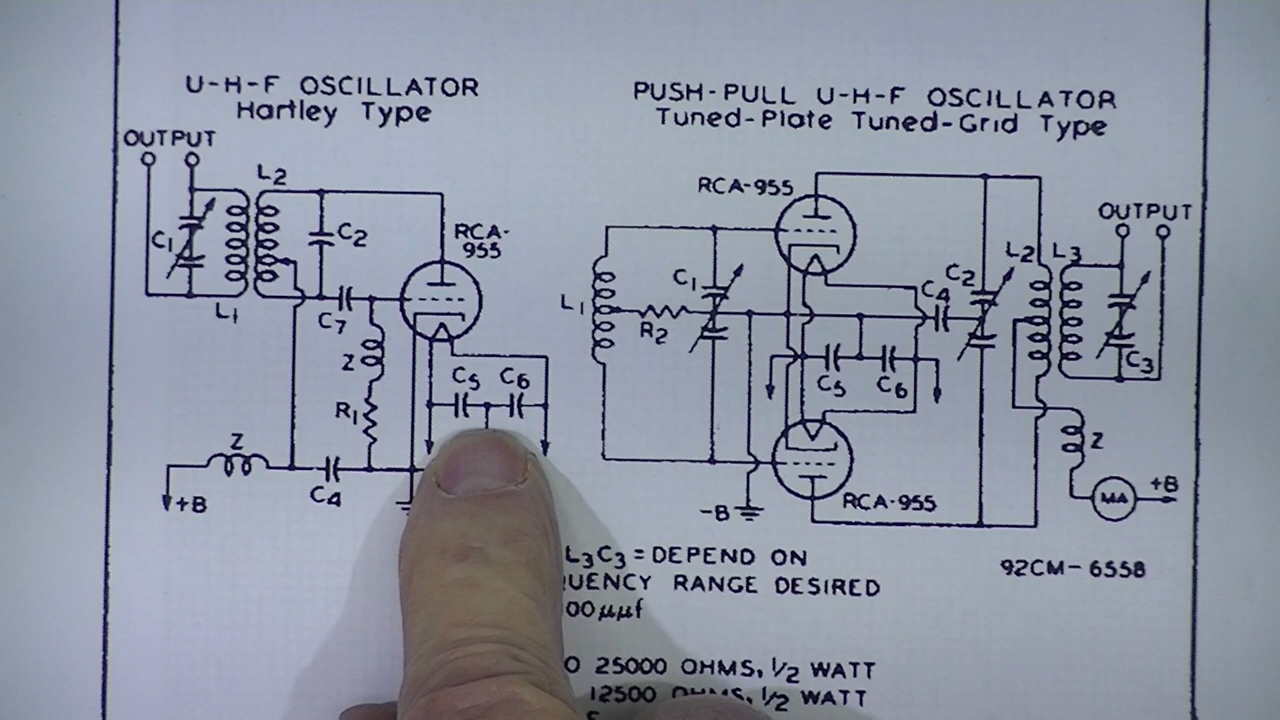 U-H-F OSCILLATOR
Hartley Type
OUTPUT
L2
C1
C2
RCA-
955
L1
C7
Z
C5 C6
R1
Z
C4
+B
PUSH-PULL U-H-F OSCILLATOR
Tuned-Plate Tuned-Grid Type
RCA-955
OUTPUT
L2 L3
C1
C2
C4
L1
R2
C5
C6
C3
Z
MA
+B
RCA-955
-B
92CM-6558
L3C3 = DEPEND ON
RANGE DESIRED
00μμf
25000 OHMS, 1/2 WATT
12500 OHMS, 1/2 WATT